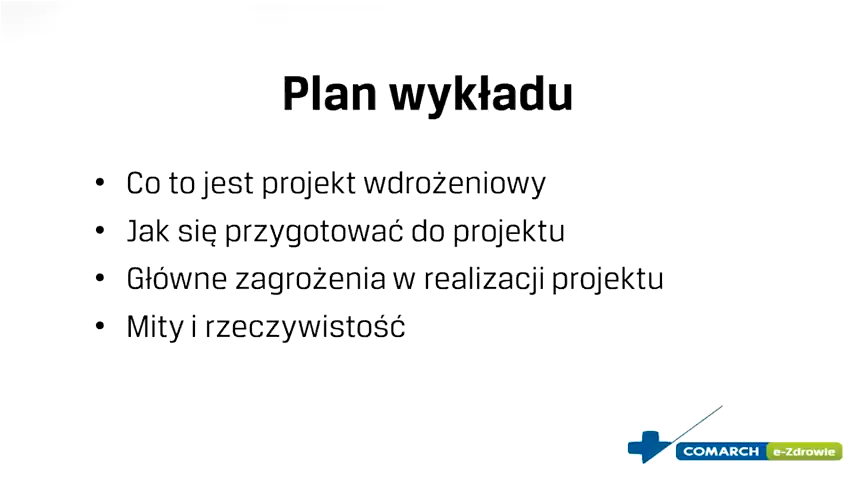 Plan wykładu
• Co to jest projekt wdrożeniowy
• Jak się przygotować do projektu
• Główne zagrożenia w realizacji projektu
• Mity i rzeczywistość
COMARCH e-Zdrowie